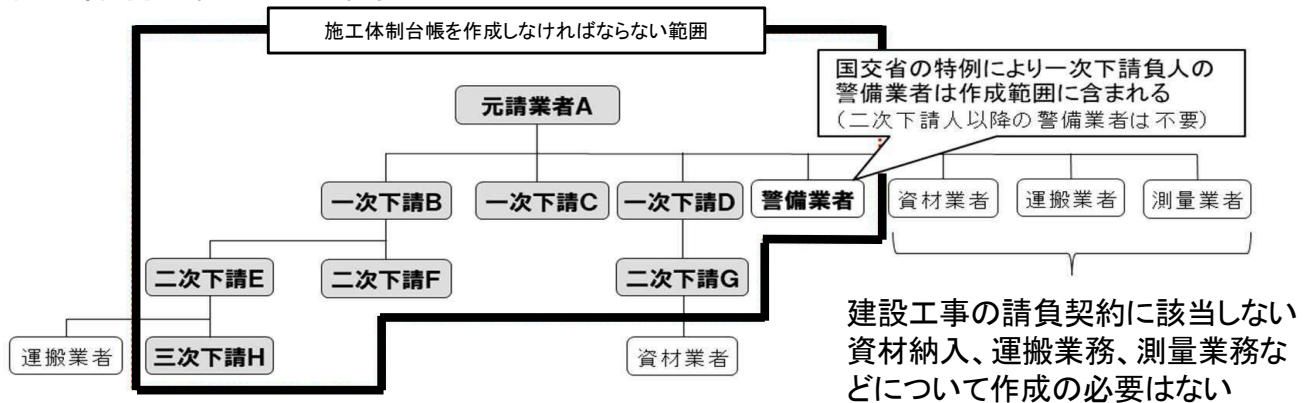 施工体制台帳を作成しなければならない範囲
国交省の特例により一次下請負人の
警備業者は作成範囲に含まれる
（二次下請人以降の警備業者は不要）
元請業者A
一次下請B
一次下請C
一次下請D
警備業者
資材業者
運搬業者
測量業者
二次下請E
二次下請F
二次下請G
運搬業者
三次下請H
資材業者
建設工事の請負契約に該当しない
資材納入、運搬業務、測量業務な
どについて作成の必要はない